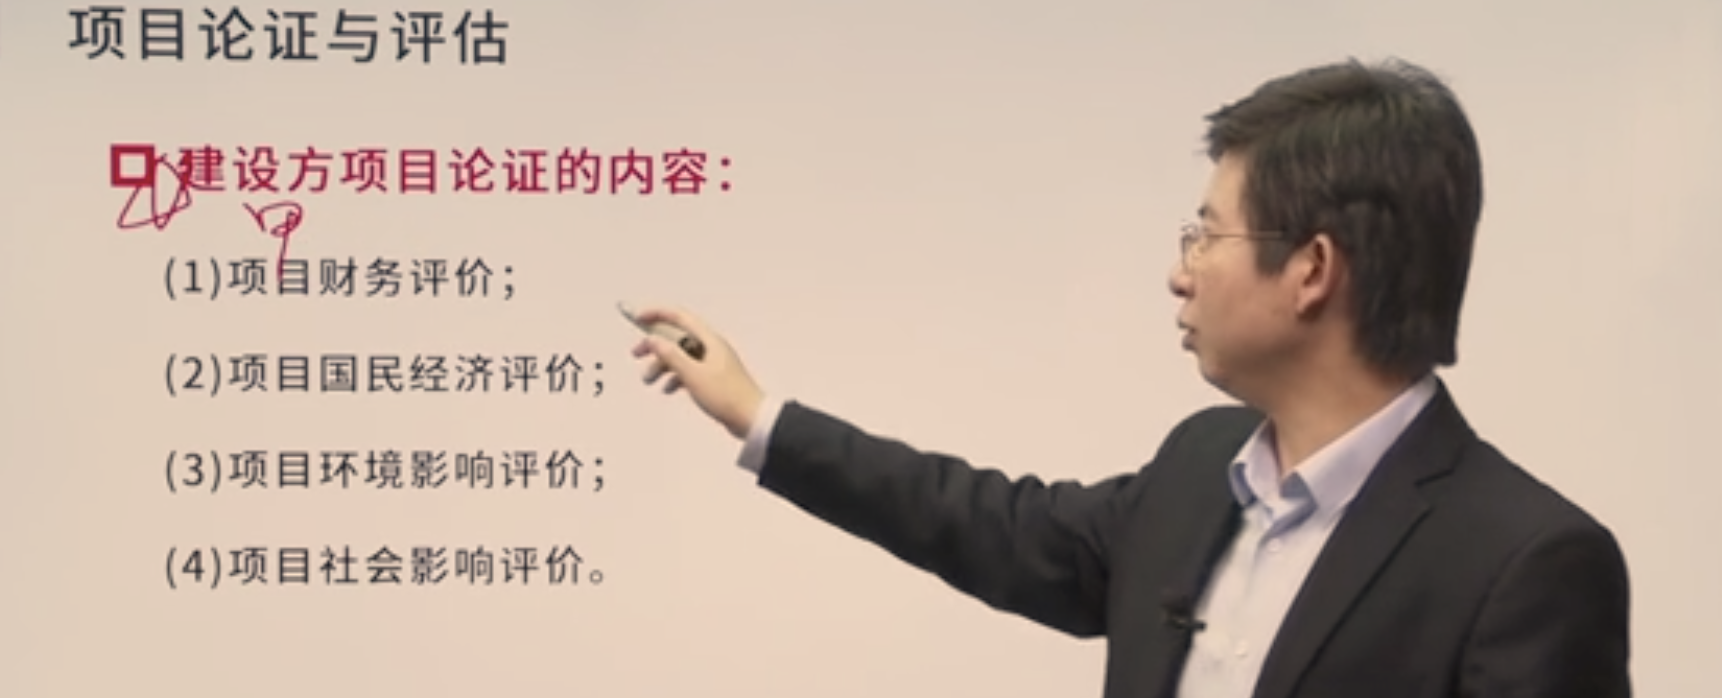 项目论证与评估
建设方项目论证的内容：
(1)项目财务评价；
(2)项目国民经济评价；
(3)项目环境影响评价；
(4)项目社会影响评价。